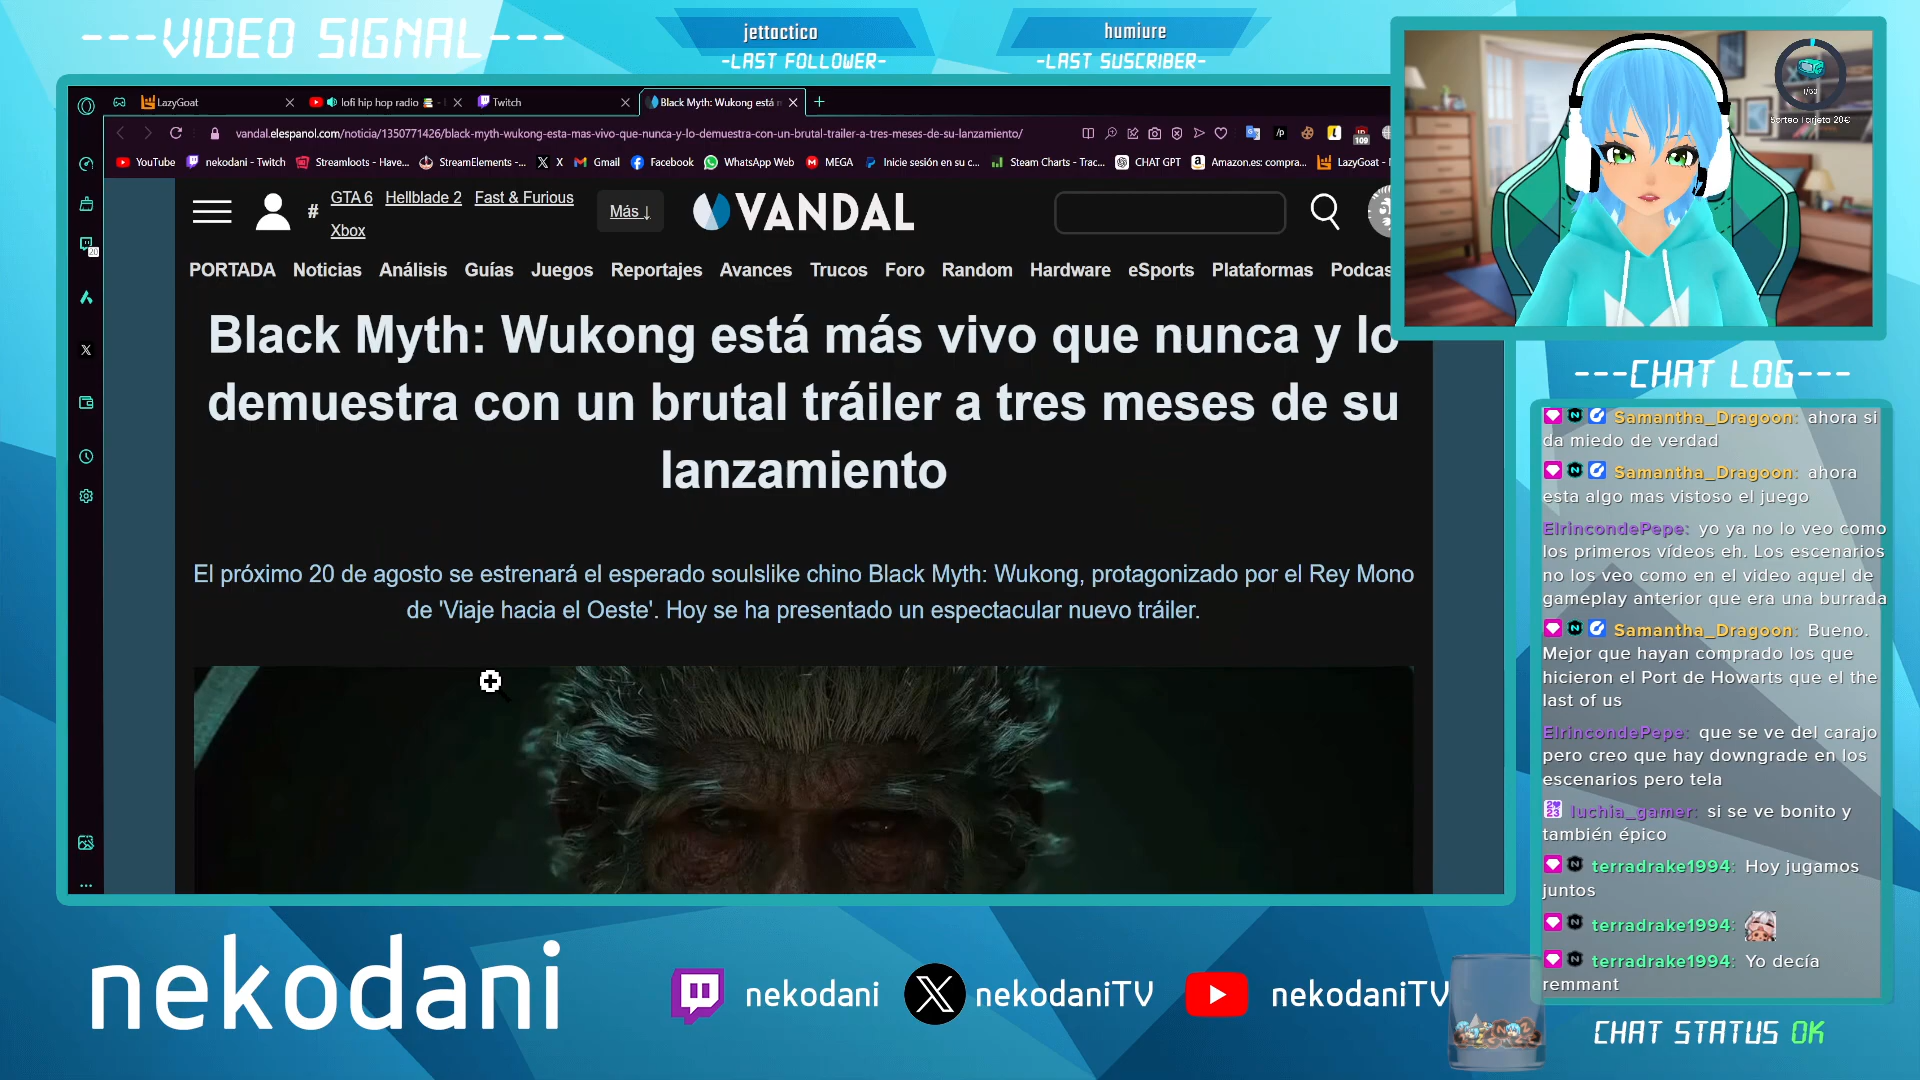 ---VIDEO SIGNAL---
jettactico
-LAST FOLLOWER-
humiure
-LAST SUSCRIBER-
1/50
Sorteo Tarjeta 20€
LazyGoat
lofi hip hop radio
Twitch
Black Myth: Wukong está
vandal.elespanol.com/noticia/1350771426/black-myth-wukong-esta-mas-vivo-que-nunca-y-lo-demuestra-con-un-brutal-trailer-a-tres-meses-de-su-lanzamiento/
109
YouTube
nekodani - Twitch
Streamloots - Have...
StreamElements -...
X
Gmail
Facebook
WhatsApp Web
MEGA
Inicie sesión en su c...
Steam Charts - Trac...
CHAT GPT
Amazon.es: compra...
LazyGoat -
20
# GTA 6 Hellblade 2 Fast & Furious
Xbox
Más ↓
VANDAL
PORTADA Noticias Análisis Guías Juegos Reportajes Avances Trucos Foro Random Hardware eSports Plataformas Podcas
Black Myth: Wukong está más vivo que nunca y lo
demuestra con un brutal tráiler a tres meses de su
lanzamiento
El próximo 20 de agosto se estrenará el esperado soulslike chino Black Myth: Wukong, protagonizado por el Rey Mono
de 'Viaje hacia el Oeste'. Hoy se ha presentado un espectacular nuevo tráiler.
---CHAT LOG---
Samantha_Dragoon: ahora si
da miedo de verdad
Samantha_Dragoon: ahora
esta algo mas vistoso el juego
ElrincondePepe: yo ya no lo veo como
los primeros vídeos eh. Los escenarios
no los veo como en el video aquel de
gameplay anterior que era una burrada
Samantha_Dragoon: Bueno.
Mejor que hayan comprado los que
hicieron el Port de Howarts que el the
last of us
ElrincondePepe: que se ve del carajo
pero creo que hay downgrade en los
escenarios pero tela
luchia_gamer: si se ve bonito y
también épico
terradrake1994: Hoy jugamos
juntos
terradrake1994:
terradrake1994: Yo decía
remmant
CHAT STATUS OK
nekodani
nekodani
nekodaniTV
nekodaniTV